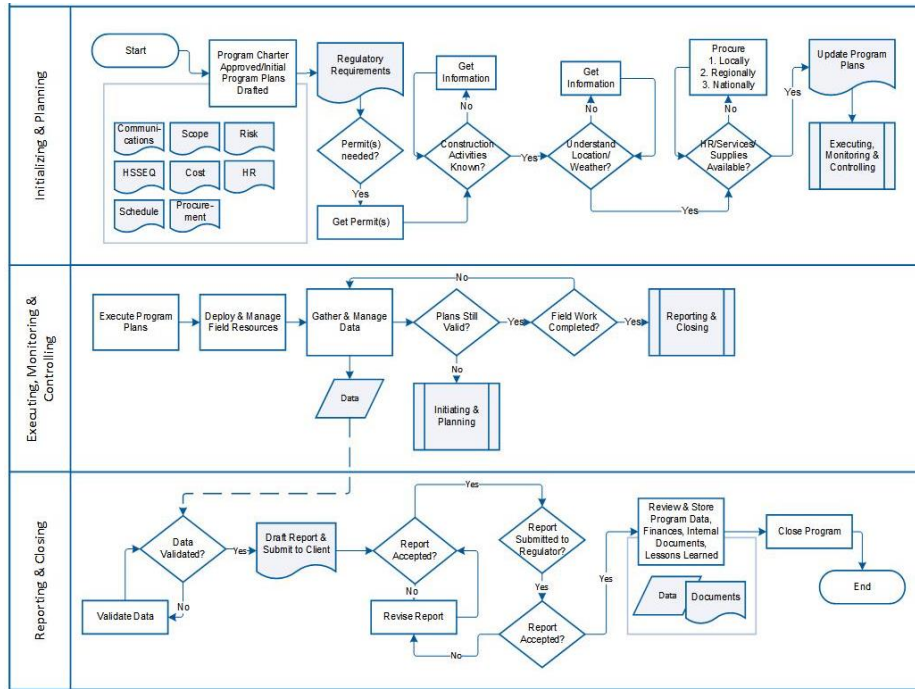 Initializing & Planning
Start
Program Charter
Approved/Initial
Program Plans
Drafted
Regulatory
Requirements
Get
Information
Get
Information
Procure
1. Locally
2. Regionally
3. Nationally
Update Program
Plans
Yes
No
No
No
Communi-
cations
Scope
Risk
Permit(s)
needed?
Construction
Activities
Known?
Yes
Understand
Location/
Weather?
HR/Services/
Supplies
Available?
Executing,
Monitoring &
Controlling
HSSEQ
Cost
HR
Yes
Schedule
Procure-
ment
Get Permit(s)
Yes
Executing, Monitoring &
Controlling
No
Execute Program
Plans
Deploy & Manage
Field Resources
Gather & Manage
Data
Plans Still
Valid?
Yes
Field Work
Completed?
Yes
Reporting &
Closing
No
Data
Initiating &
Planning
Reporting & Closing
Yes
Data
Validated?
Yes
Draft Report &
Submit to Client
Report
Accepted?
Report
Submitted to
Regulator?
Review & Store
Program Data,
Finances, Internal
Documents,
Lessons Learned
Close Program
Yes
Yes
No
No
Validate Data
Revise Report
Report
Accepted?
No
Data
Documents
End